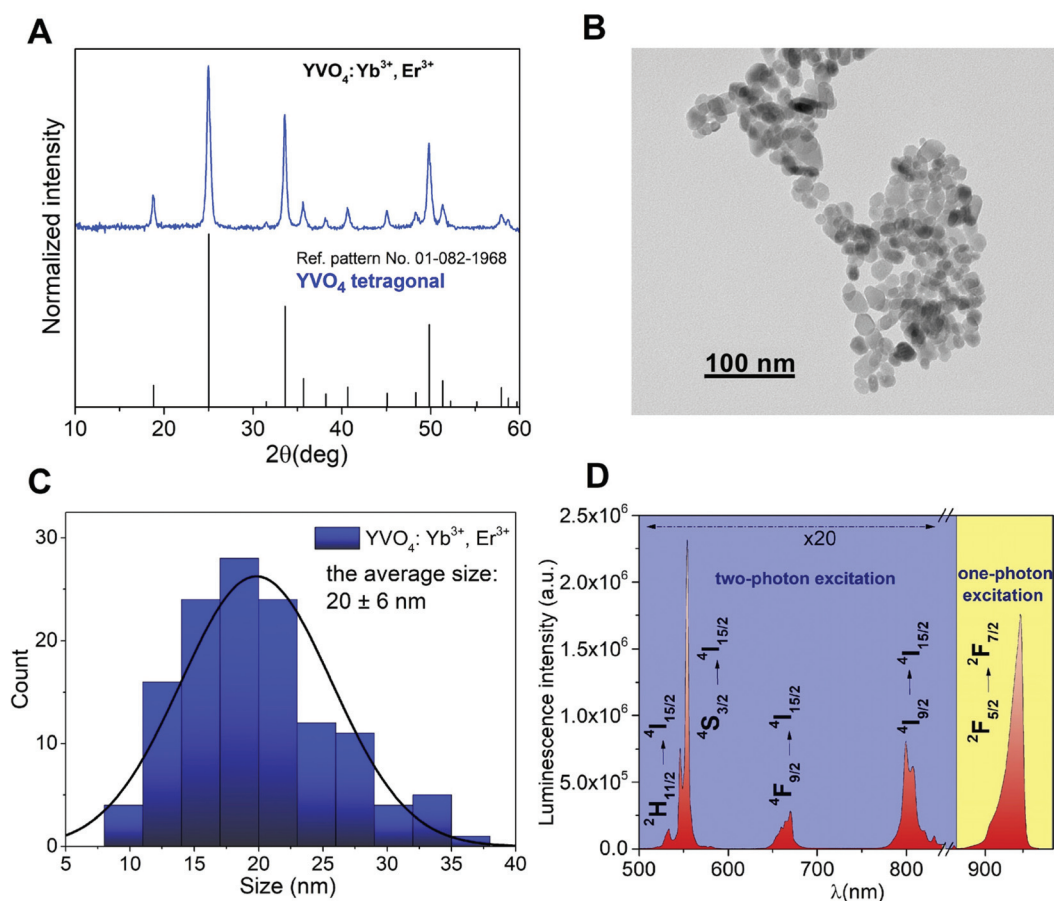 A
YVO₄:Yb³⁺, Er³⁺
Ref. pattern No. 01-082-1968
YVO₄ tetragonal
Normalized intensity
10 20 30 40 50 60
2θ(deg)
B
100 nm
C
YVO₄: Yb³⁺, Er³⁺
the average size:
20 ± 6 nm
Count
30
20
10
0
5 10 15 20 25 30 35 40
Size (nm)
D
Luminescence intensity (a.u.)
2.5x10⁶
2.0x10⁶
1.5x10⁶
1.0x10⁶
5.0x10⁵
0.0
x20
two-photon excitation
one-photon
excitation
²H₁₁/₂ → ⁴I₁₅/₂
⁴S₃/₂ → ⁴I₁₅/₂
⁴F₉/₂ → ⁴I₁₅/₂
⁴I₉/₂ → ⁴I₁₅/₂
²F₅/₂ → ²F₇/₂
500 600 700 800 900
λ(nm)